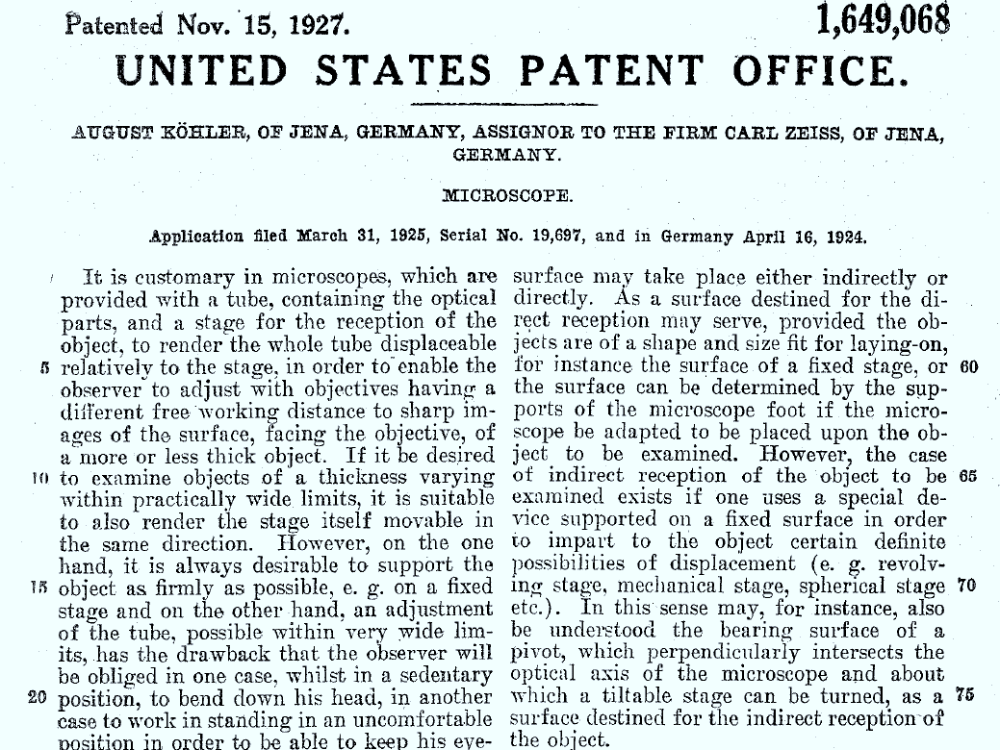 Patented Nov. 15, 1927.
1,649,068
UNITED STATES PATENT OFFICE.
AUGUST KÖHLER, OF JENA, GERMANY, ASSIGNOR TO THE FIRM CARL ZEISS, OF JENA,
GERMANY.
MICROSCOPE.
Application filed March 31, 1925, Serial No. 19,697, and in Germany April 16, 1924.
It is customary in microscopes, which are
provided with a tube, containing the optical
parts, and a stage for the reception of the
object, to render the whole tube displaceable
5 relatively to the stage, in order to enable the
observer to adjust with objectives having a
different free working distance to sharp im-
ages of the surface, facing the objective, of
a more or less thick object. If it be desired
10 to examine objects of a thickness varying
within practically wide limits, it is suitable
to also render the stage itself movable in
the same direction. However, on the one
hand, it is always desirable to support the
15 object as firmly as possible, e. g. on a fixed
stage and on the other hand, an adjustment
of the tube, possible within very wide lim-
its, has the drawback that the observer will
be obliged in one case, whilst in a sedentary
20 position, to bend down his head, in another
case to work in standing in an uncomfortable
position in order to be able to keep his eye-
surface may take place either indirectly or
directly. As a surface destined for the di-
rect reception may serve, provided the ob-
jects are of a shape and size fit for laying-on,
for instance the surface of a fixed stage, or 60
the surface can be determined by the sup-
ports of the microscope foot if the micro-
scope be adapted to be placed upon the ob-
ject to be examined. However, the case
of indirect reception of the object to be 65
examined exists if one uses a special de-
vice supported on a fixed surface in order
to impart to the object certain definite
possibilities of displacement (e. g. revolv-
ing stage, mechanical stage, spherical stage 70
etc.). In this sense may, for instance, also
be understood the bearing surface of a
pivot, which perpendicularly intersects the
optical axis of the microscope and about
which a tiltable stage can be turned, as a 75
surface destined for the indirect reception of
the object.